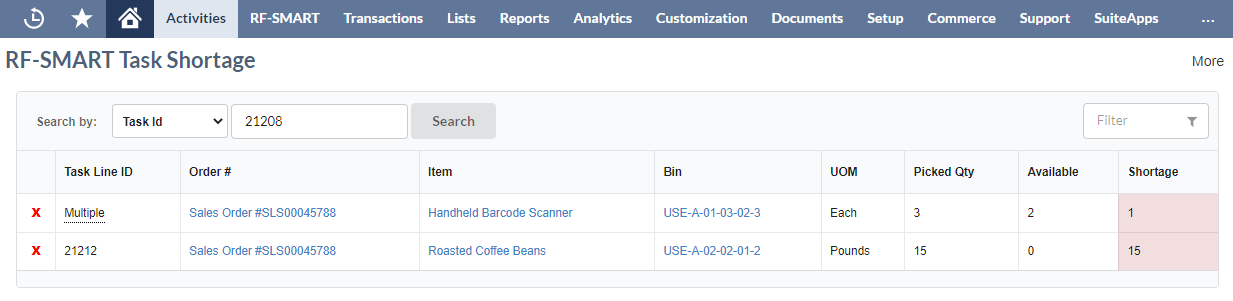 Activities RF-SMART Transactions Lists Reports Analytics Customization Documents Setup Commerce Support SuiteApps ...
RF-SMART Task Shortage More
Search by: Task Id 21208 Search Filter
Task Line ID Order # Item Bin UOM Picked Qty Available Shortage
X Multiple Sales Order #SLS00045788 Handheld Barcode Scanner USE-A-01-03-02-3 Each 3 2 1
X 21212 Sales Order #SLS00045788 Roasted Coffee Beans USE-A-02-02-01-2 Pounds 15 0 15